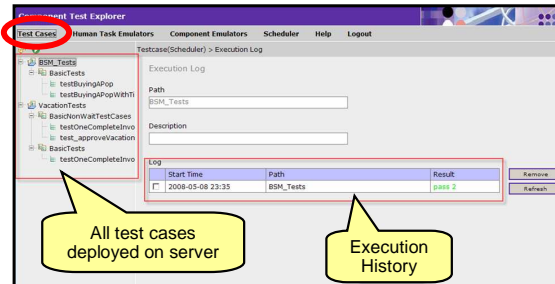 Component Test Explorer
Test Cases Human Task Emulators Component Emulators Scheduler Help Logout
Testcase(Scheduler) > Execution Log
BSM_Tests
BasicTests
testBuyingAPop
testBuyingAPopWithTi
VacationTests
BasicNonWaitTestCases
testOneCompleteInvo
test_approveVacation
BasicTests
testOneCompleteInvo
Execution Log
Path
BSM_Tests
Description
Log
Start Time Path Result
2008-05-08 23:35 BSM_Tests pass 2
Remove
Refresh
All test cases
deployed on server
Execution
History